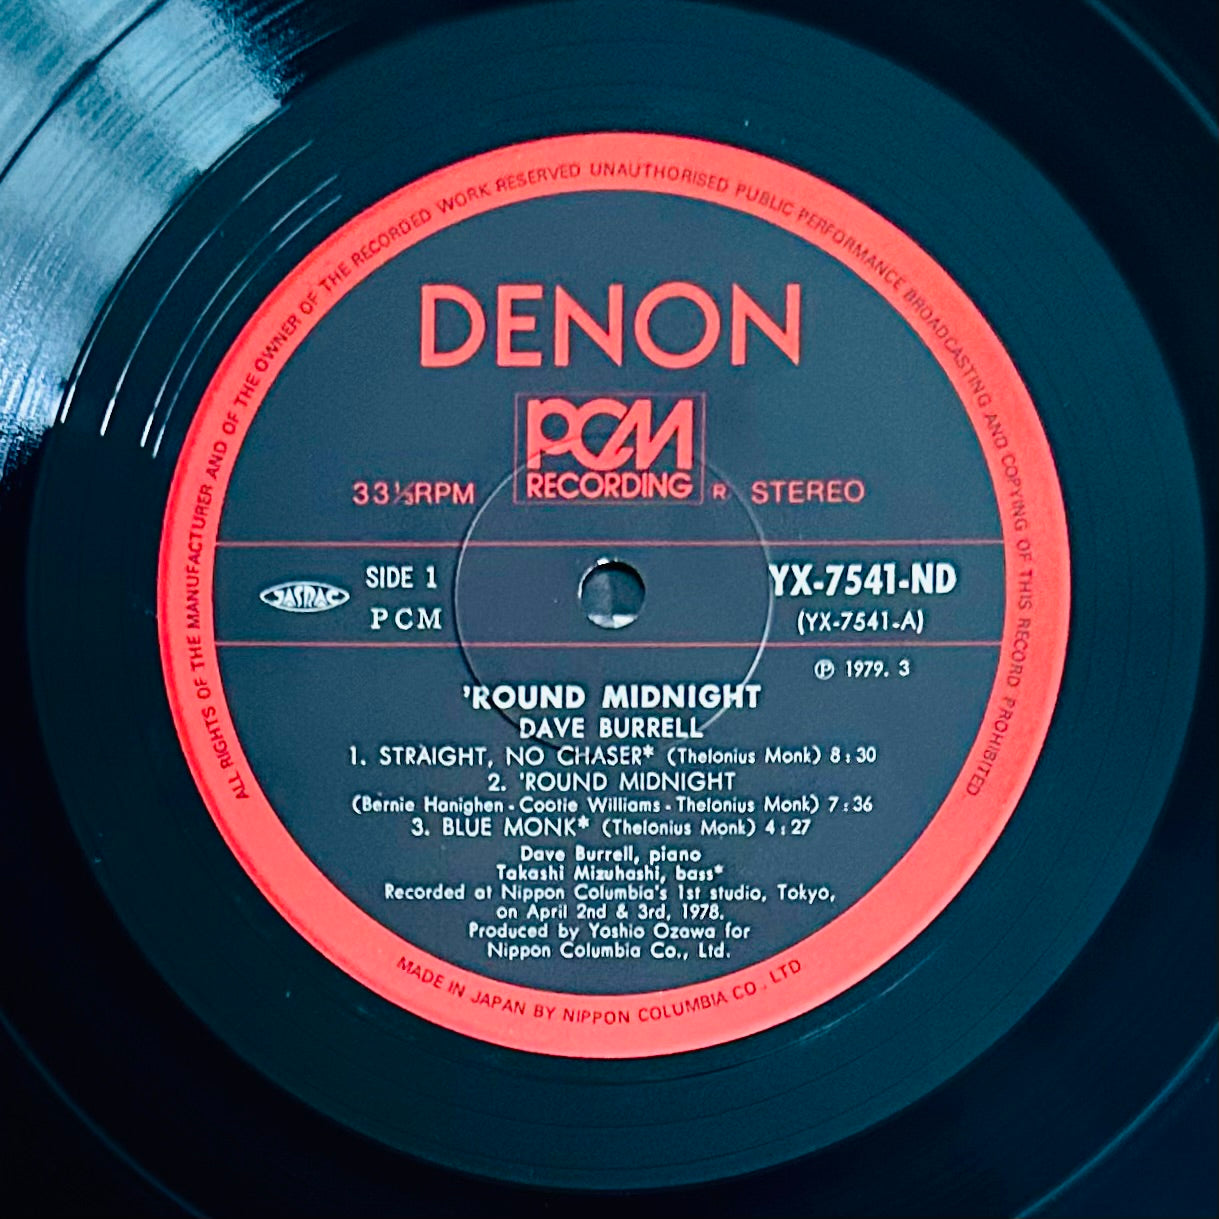 ALL RIGHTS OF THE MANUFACTURER AND OF THE OWNER OF THE RECORDED WORK RESERVED UNAUTHORISED PUBLIC PERFORMANCE BROADCASTING AND COPYING OF THIS RECORD PROHIBITED
DENON
PCM
RECORDING
33⅓RPM R STEREO
JASRAC
SIDE 1
PCM
YX-7541-ND
(YX-7541-A)
Ⓟ 1979. 3
'ROUND MIDNIGHT
DAVE BURRELL
1. STRAIGHT, NO CHASER* (Thelonius Monk) 8:30
2. 'ROUND MIDNIGHT
(Bernie Hanighen - Cootie Williams - Thelonius Monk) 7:36
3. BLUE MONK* (Thelonius Monk) 4:27
Dave Burrell, piano
Takashi Mizuhashi, bass*
Recorded at Nippon Columbia's 1st studio, Tokyo,
on April 2nd & 3rd, 1978.
Produced by Yoshio Ozawa for
Nippon Columbia Co., Ltd.
MADE IN JAPAN BY NIPPON COLUMBIA CO., LTD